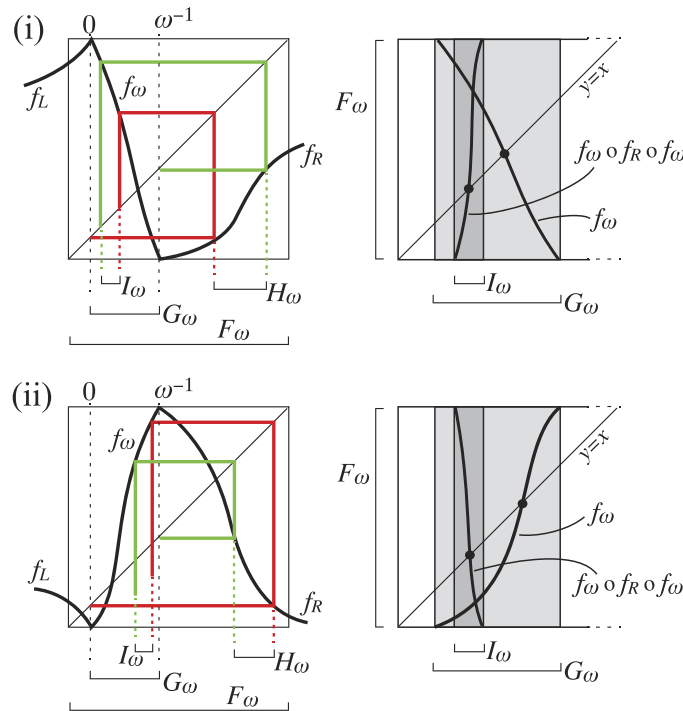 (i)
0 ω⁻¹
f_L f_ω f_R
I_ω H_ω
G_ω
F_ω
F_ω y=x
f_ω o f_R o f_ω
f_ω
I_ω
G_ω
(ii)
0 ω⁻¹
f_ω
f_L f_R
I_ω H_ω
G_ω
F_ω
F_ω y=x
f_ω
f_ω o f_R o f_ω
I_ω
G_ω